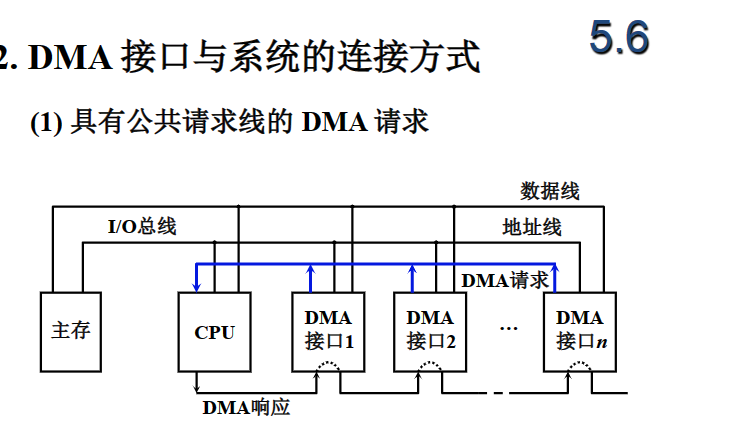 2. DMA 接口与系统的连接方式
5.6
(1) 具有公共请求线的 DMA 请求
数据线
I/O总线
地址线
DMA请求
主存
CPU
DMA
接口1
DMA
接口2
…
DMA
接口n
DMA响应